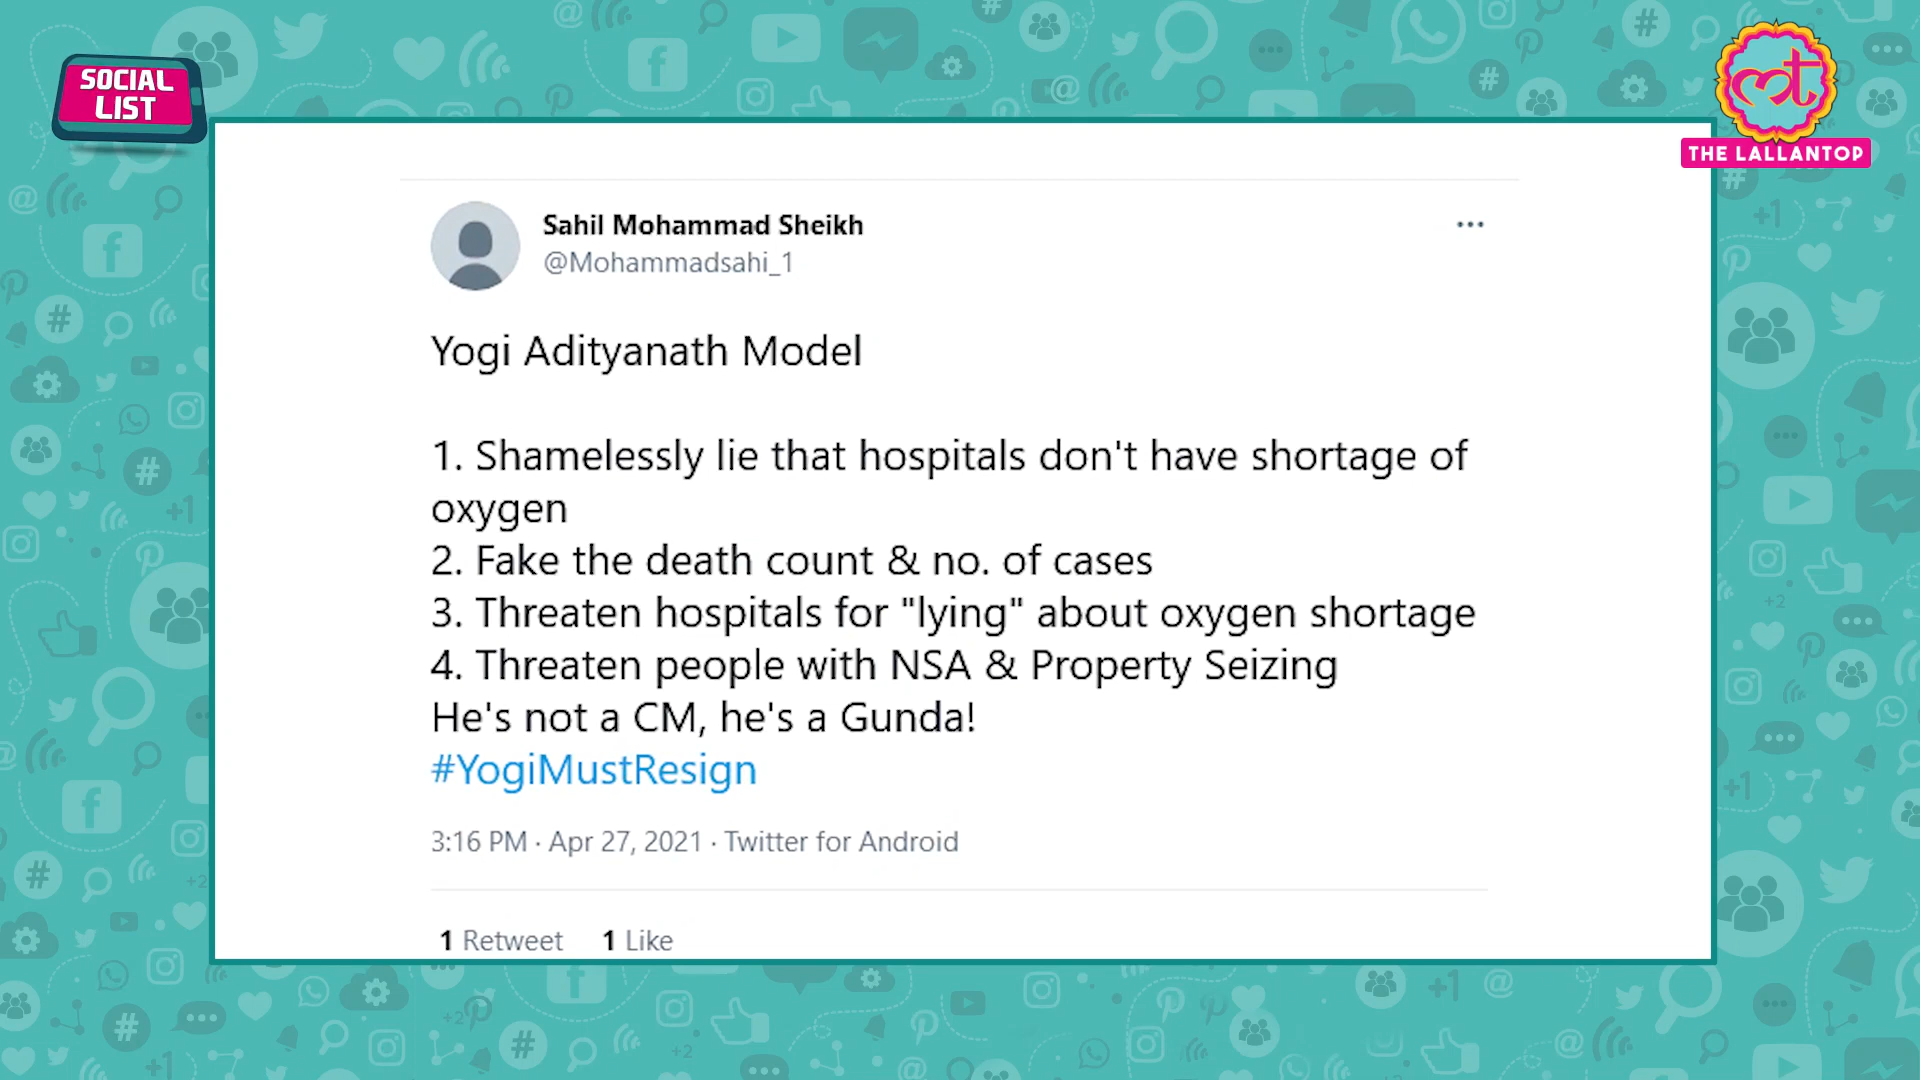 SOCIAL
LIST
THE LALLANTOP
Sahil Mohammad Sheikh
@Mohammadsahi_1
Yogi Adityanath Model
1. Shamelessly lie that hospitals don't have shortage of
oxygen
2. Fake the death count & no. of cases
3. Threaten hospitals for "lying" about oxygen shortage
4. Threaten people with NSA & Property Seizing
He's not a CM, he's a Gunda!
#YogiMustResign
3:16 PM · Apr 27, 2021 · Twitter for Android
1 Retweet 1 Like